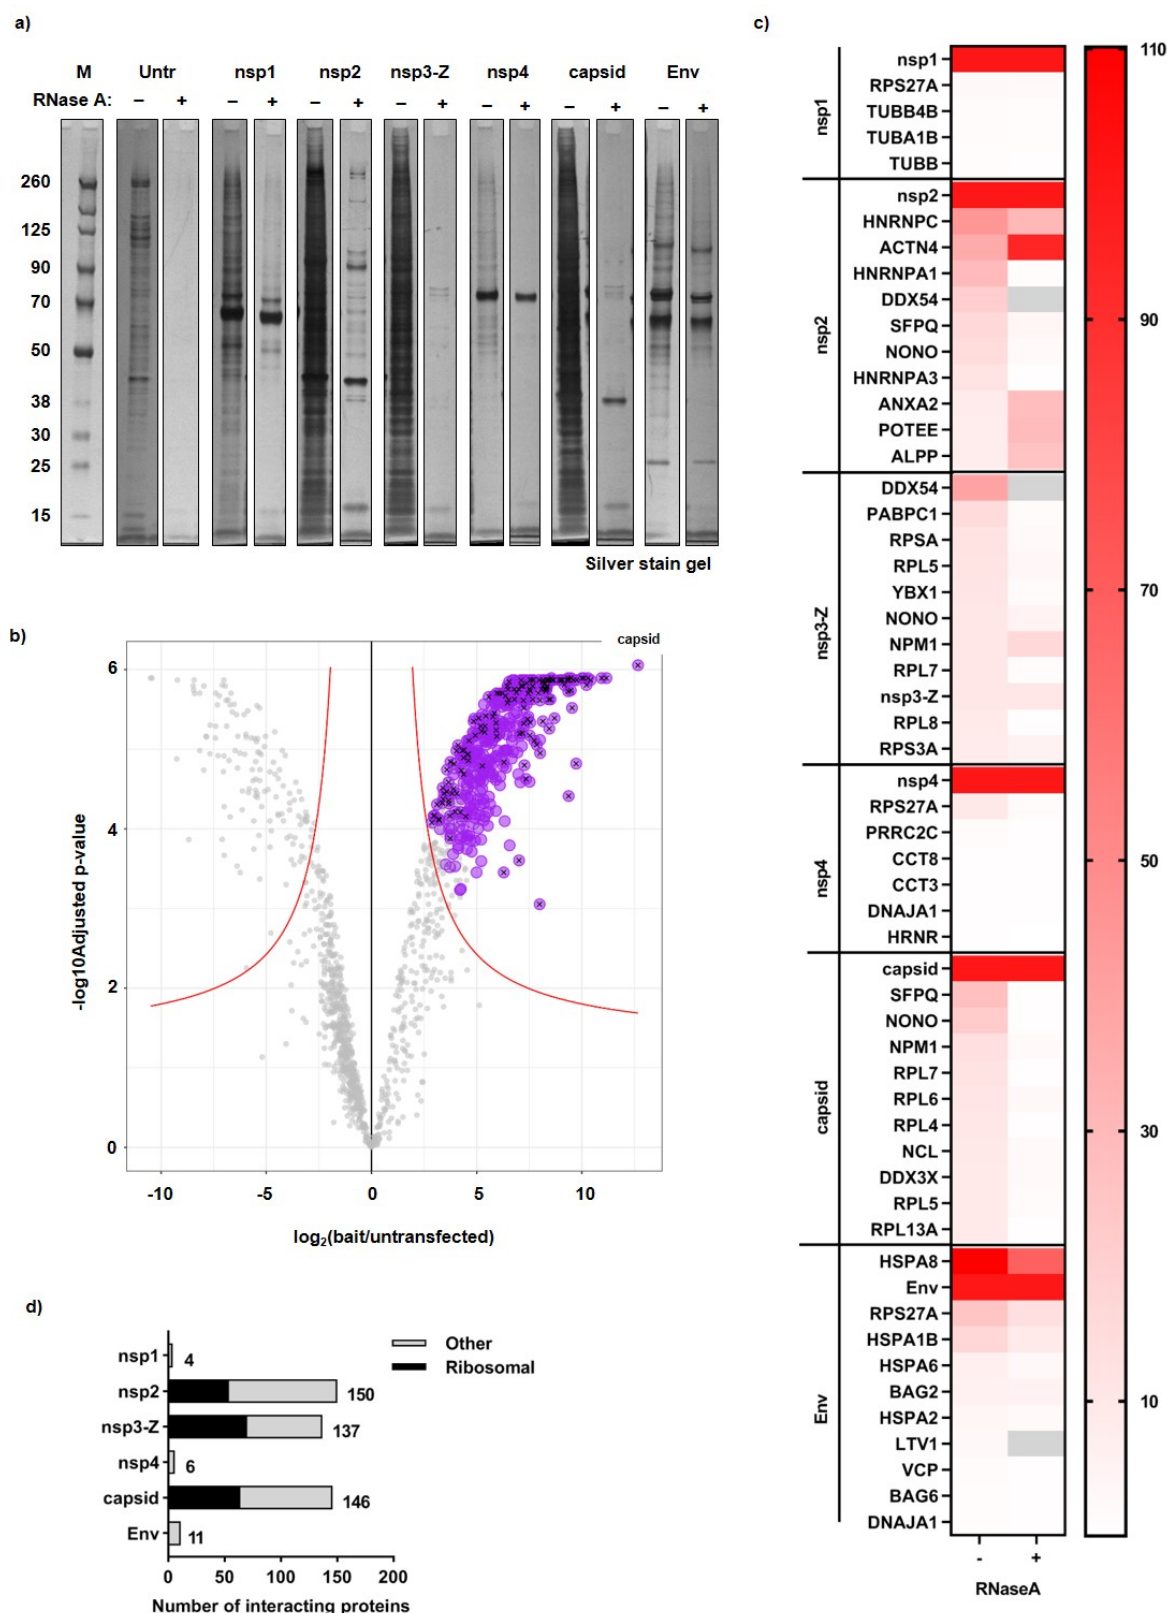 a)
M Untr nsp1 nsp2 nsp3-Z nsp4 capsid Env
RNase A: – + – + – + – + – + – + – +
260
125
90
70
50
38
30
25
15
Silver stain gel
b)
capsid
6
4
2
0
-log10Adjusted p-value
-10 -5 0 5 10
log2(bait/untransfected)
d)
Other
Ribosomal
nsp1 4
nsp2 150
nsp3-Z 137
nsp4 6
capsid 146
Env 11
0 50 100 150 200
Number of interacting proteins
c)
nsp1
nsp1
RPS27A
TUBB4B
TUBA1B
TUBB
nsp2
nsp2
HNRNPC
ACTN4
HNRNPA1
DDX54
SFPQ
NONO
HNRNPA3
ANXA2
POTEE
ALPP
nsp3-Z
DDX54
PABPC1
RPSA
RPL5
YBX1
NONO
NPM1
RPL7
nsp3-Z
RPL8
RPS3A
nsp4
nsp4
RPS27A
PRRC2C
CCT8
CCT3
DNAJA1
HRNR
capsid
capsid
SFPQ
NONO
NPM1
RPL7
RPL6
RPL4
NCL
DDX3X
RPL5
RPL13A
Env
HSPA8
Env
RPS27A
HSPA1B
HSPA6
BAG2
HSPA2
LTV1
VCP
BAG6
DNAJA1
- +
RNaseA
110
90
70
50
30
10